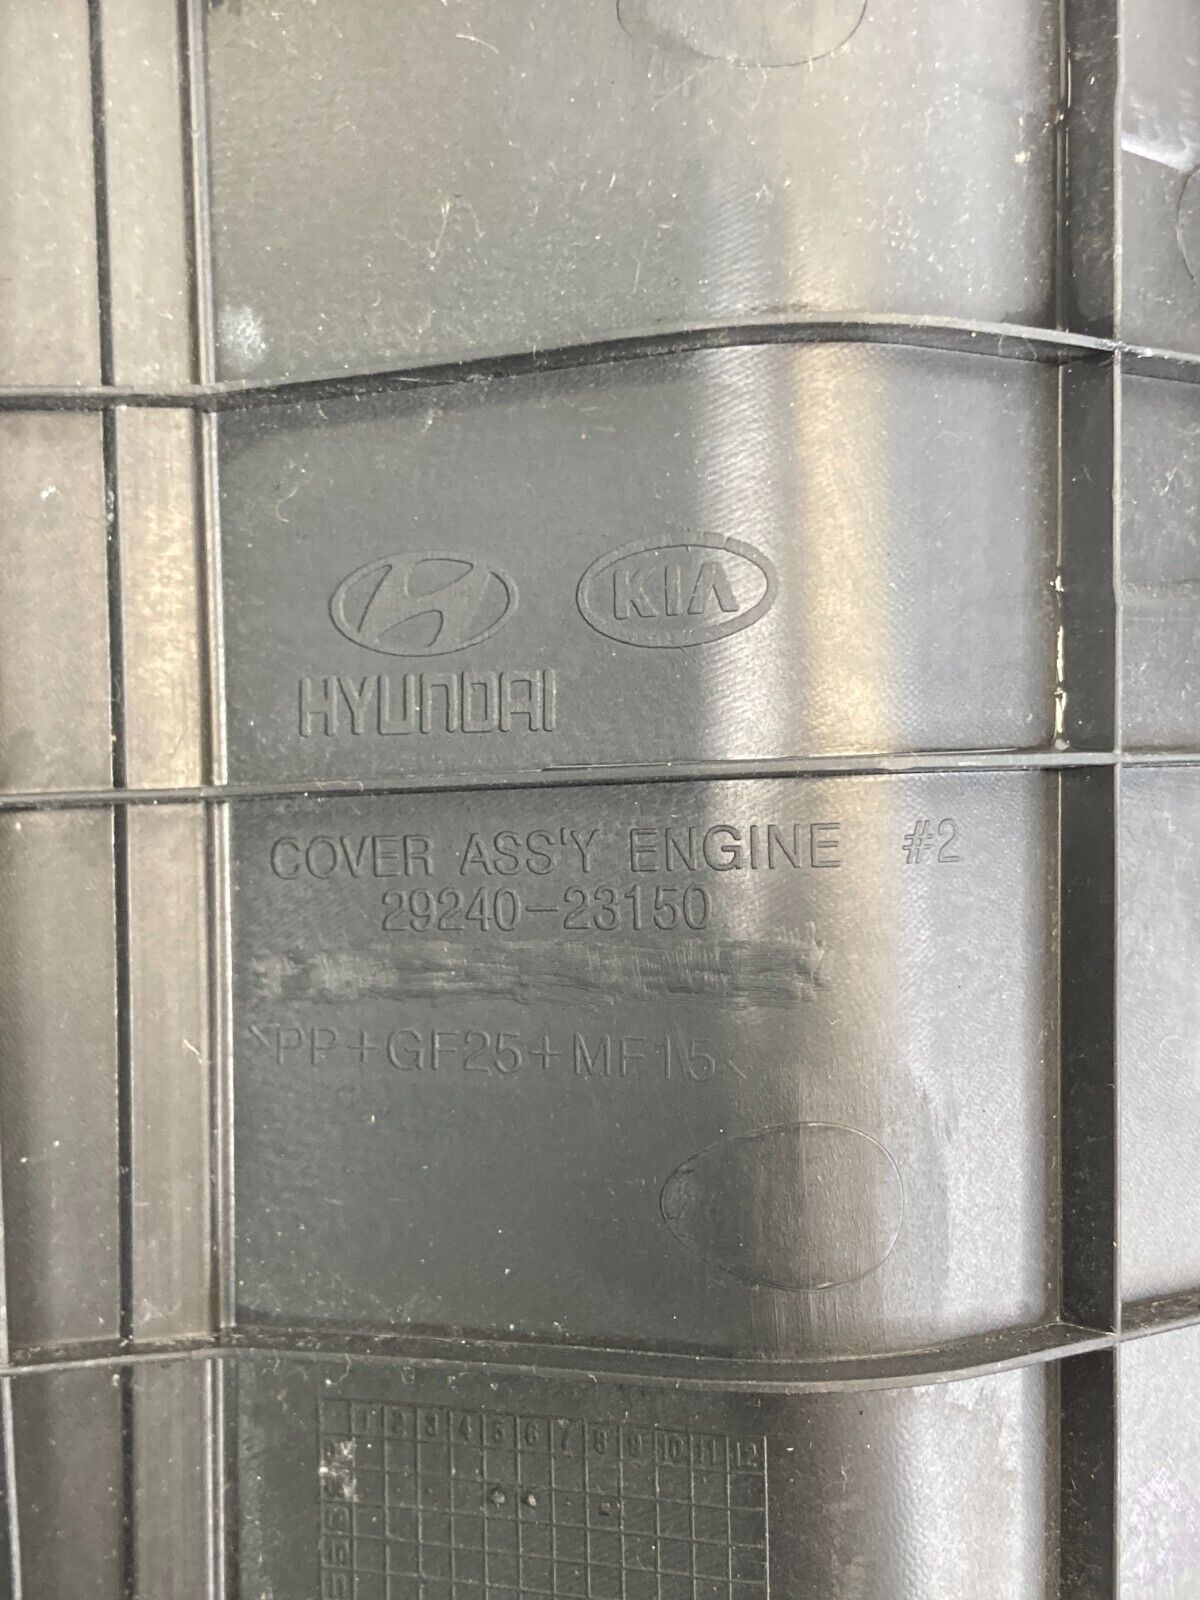 KIA
HYUNDAI
COVER ASS'Y ENGINE #2
29240-23150
>PP+GF25+MF15<
1 2 3 4 5 6 7 8 9 10 11 12